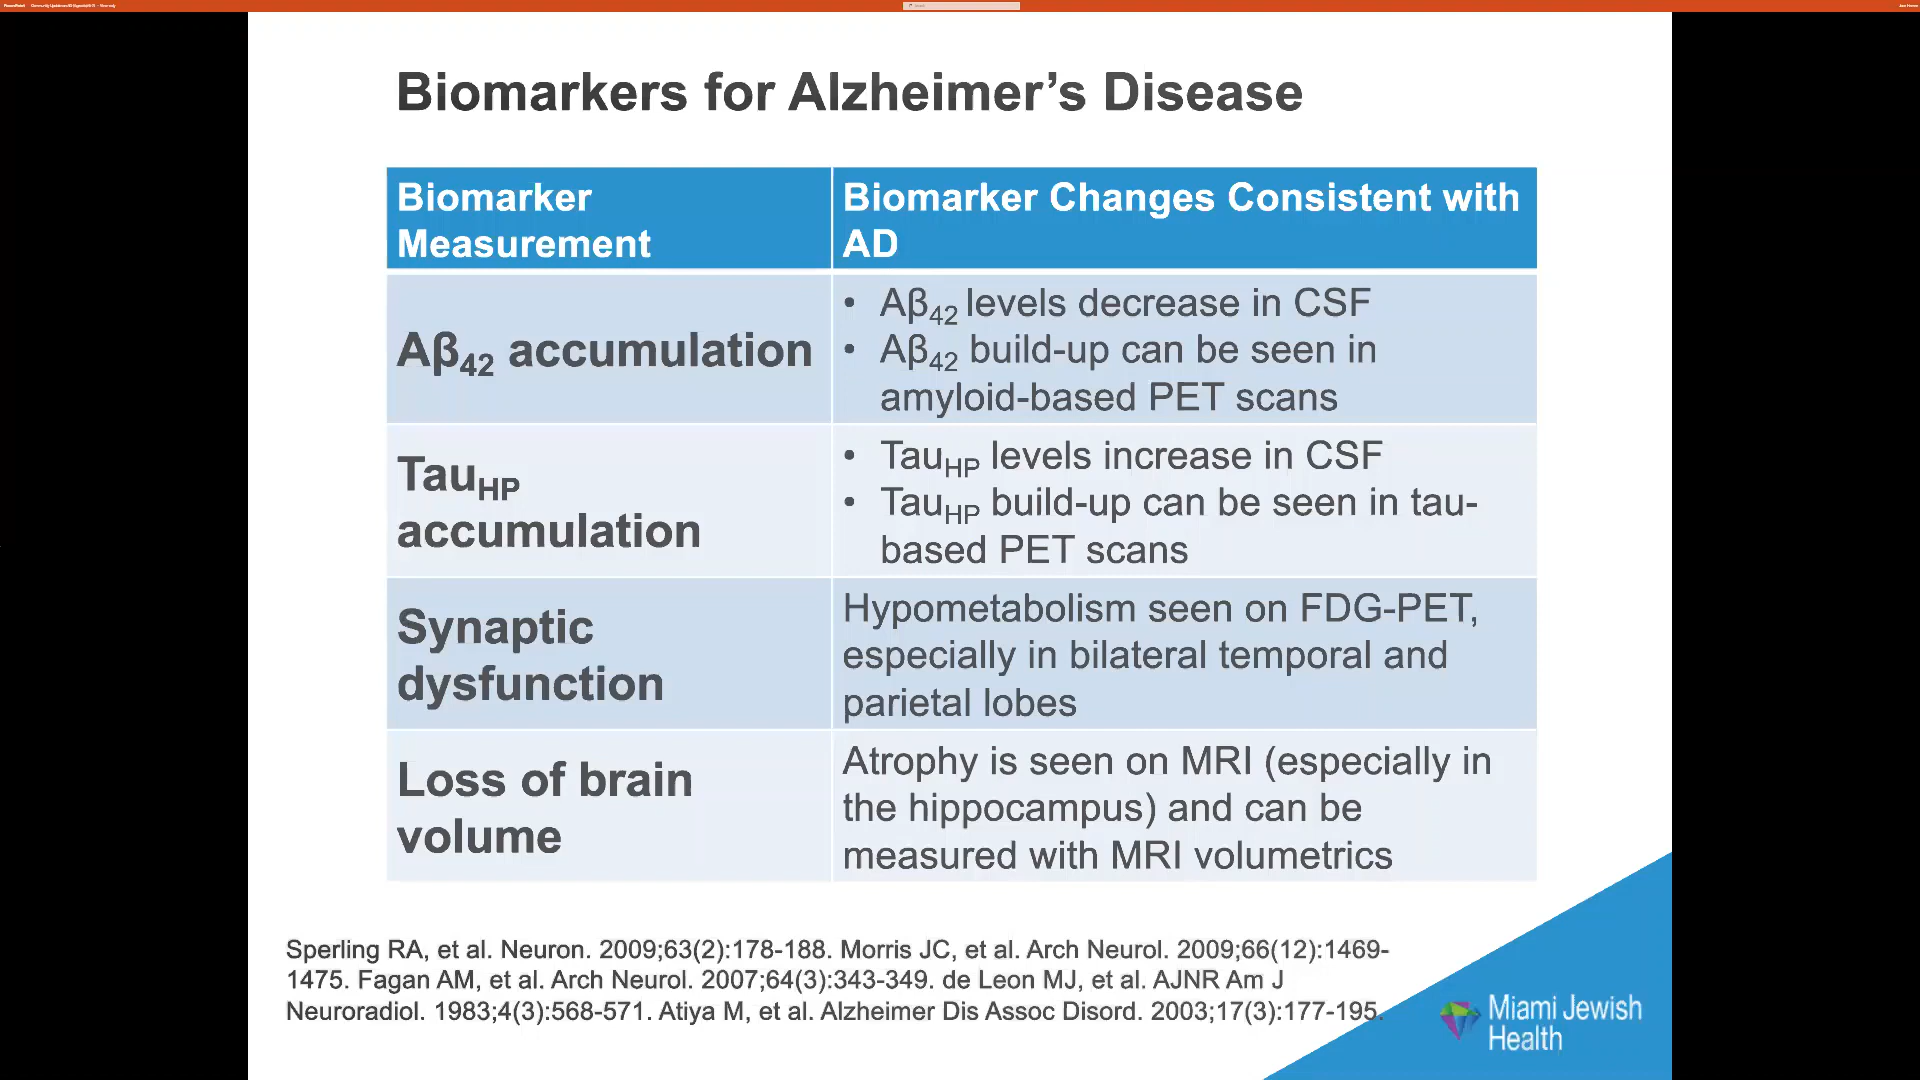 Biomarkers for Alzheimer’s Disease
Biomarker
Measurement
Biomarker Changes Consistent with
AD
Aβ42 accumulation
• Aβ42 levels decrease in CSF
• Aβ42 build-up can be seen in
amyloid-based PET scans
TauHP
accumulation
• TauHP levels increase in CSF
• TauHP build-up can be seen in tau-
based PET scans
Synaptic
dysfunction
Hypometabolism seen on FDG-PET,
especially in bilateral temporal and
parietal lobes
Loss of brain
volume
Atrophy is seen on MRI (especially in
the hippocampus) and can be
measured with MRI volumetrics
Sperling RA, et al. Neuron. 2009;63(2):178-188. Morris JC, et al. Arch Neurol. 2009;66(12):1469-
1475. Fagan AM, et al. Arch Neurol. 2007;64(3):343-349. de Leon MJ, et al. AJNR Am J
Neuroradiol. 1983;4(3):568-571. Atiya M, et al. Alzheimer Dis Assoc Disord. 2003;17(3):177-195.
Miami Jewish
Health